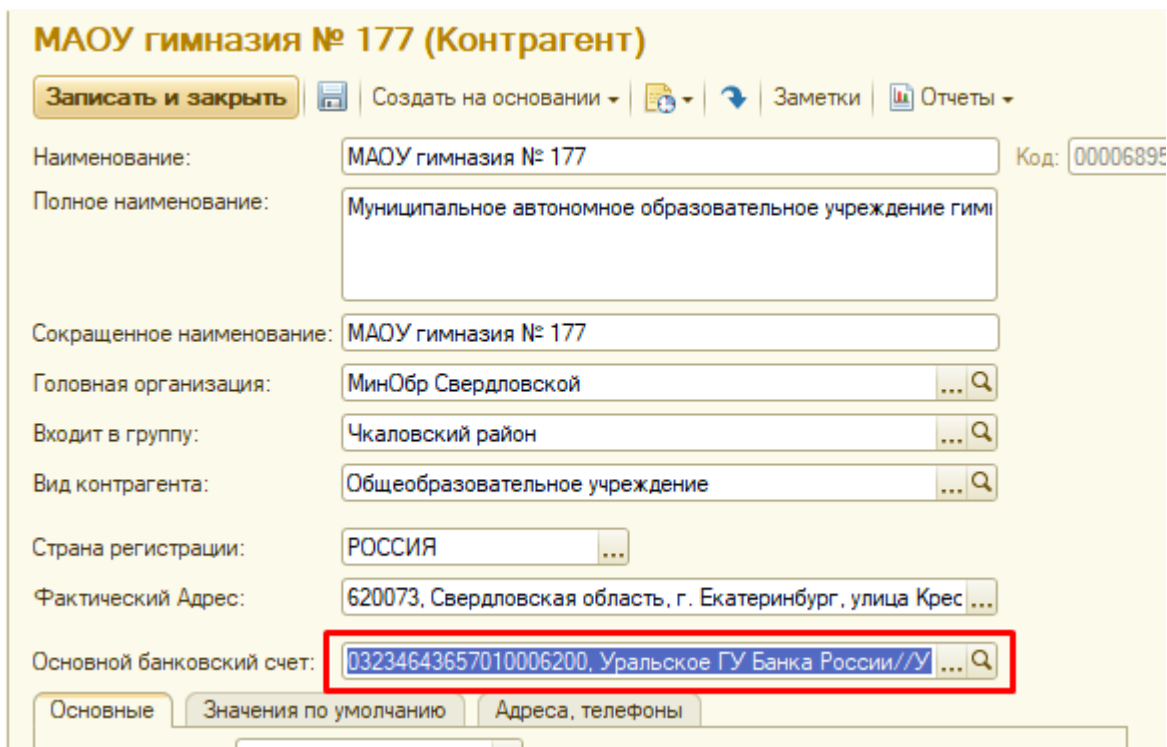 МАОУ гимназия № 177 (Контрагент)
Записать и закрыть Создать на основании Заметки Отчеты
Наименование: МАОУ гимназия № 177 Код: 00006895
Полное наименование: Муниципальное автономное образовательное учреждение гим
Сокращенное наименование: МАОУ гимназия № 177
Головная организация: МинОбр Свердловской ...
Входит в группу: Чкаловский район ...
Вид контрагента: Общеобразовательное учреждение ...
Страна регистрации: РОССИЯ ...
Фактический Адрес: 620073, Свердловская область, г. Екатеринбург, улица Крес ...
Основной банковский счет: 03234643657010006200, Уральское ГУ Банка России//У ...
Основные Значения по умолчанию Адреса, телефоны